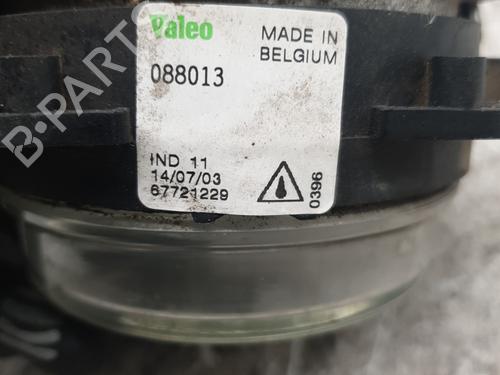 Valeo
MADE IN
BELGIUM
088013
IND 11
14/07/03
67721229
0396
B-PARTS